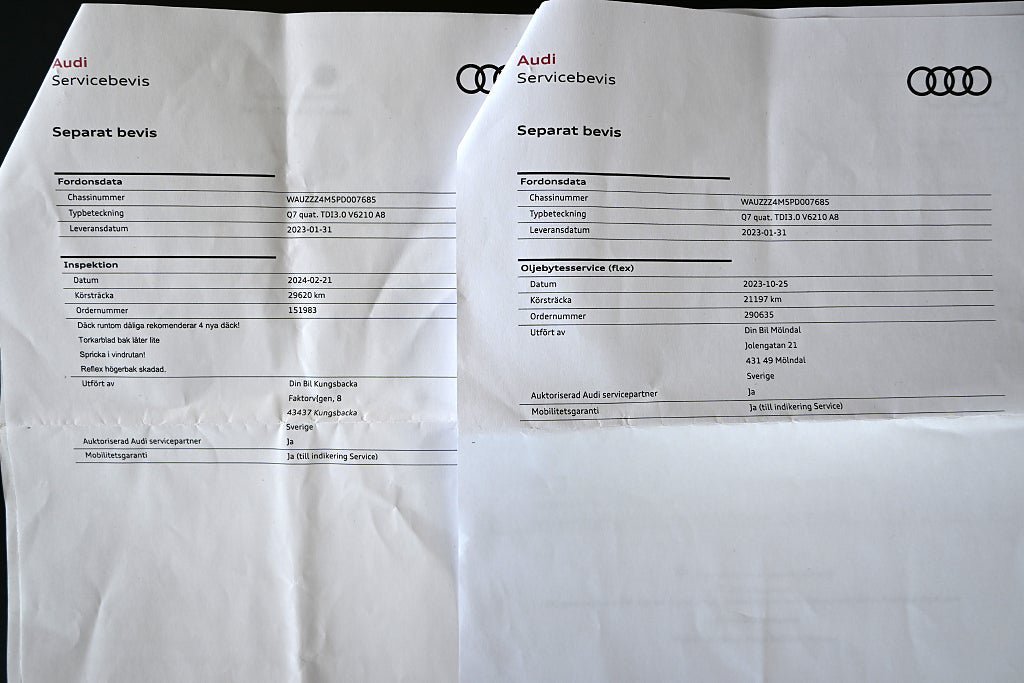 Audi
Servicebevis
Separat bevis
Fordonsdata
Chassinummer WAUZZZ4M5PD007685
Typbeteckning Q7 quat. TDI3.0 V6210 A8
Leveransdatum 2023-01-31
Inspektion
Datum 2024-02-21
Körsträcka 29620 km
Ordernummer 151983
Däck runtom dåliga rekomenderar 4 nya däck!
Torkarblad bak låter lite
Spricka i vindrutan!
Reflex högerbak skadad.
Utfört av Din Bil Kungsbacka
Faktorv[gen, 8
43437 Kungsbacka
Sverige
Auktoriserad Audi servicepartner Ja
Mobilitetsgaranti Ja (till indikering Service)
Audi
Servicebevis
Separat bevis
Fordonsdata
Chassinummer WAUZZZ4M5PD007685
Typbeteckning Q7 quat. TDI3.0 V6210 A8
Leveransdatum 2023-01-31
Oljebytesservice (flex)
Datum 2023-10-25
Körsträcka 21197 km
Ordernummer 290635
Utfört av Din Bil Mölndal
Jolengatan 21
431 49 Mölndal
Sverige
Auktoriserad Audi servicepartner Ja
Mobilitetsgaranti Ja (till indikering Service)